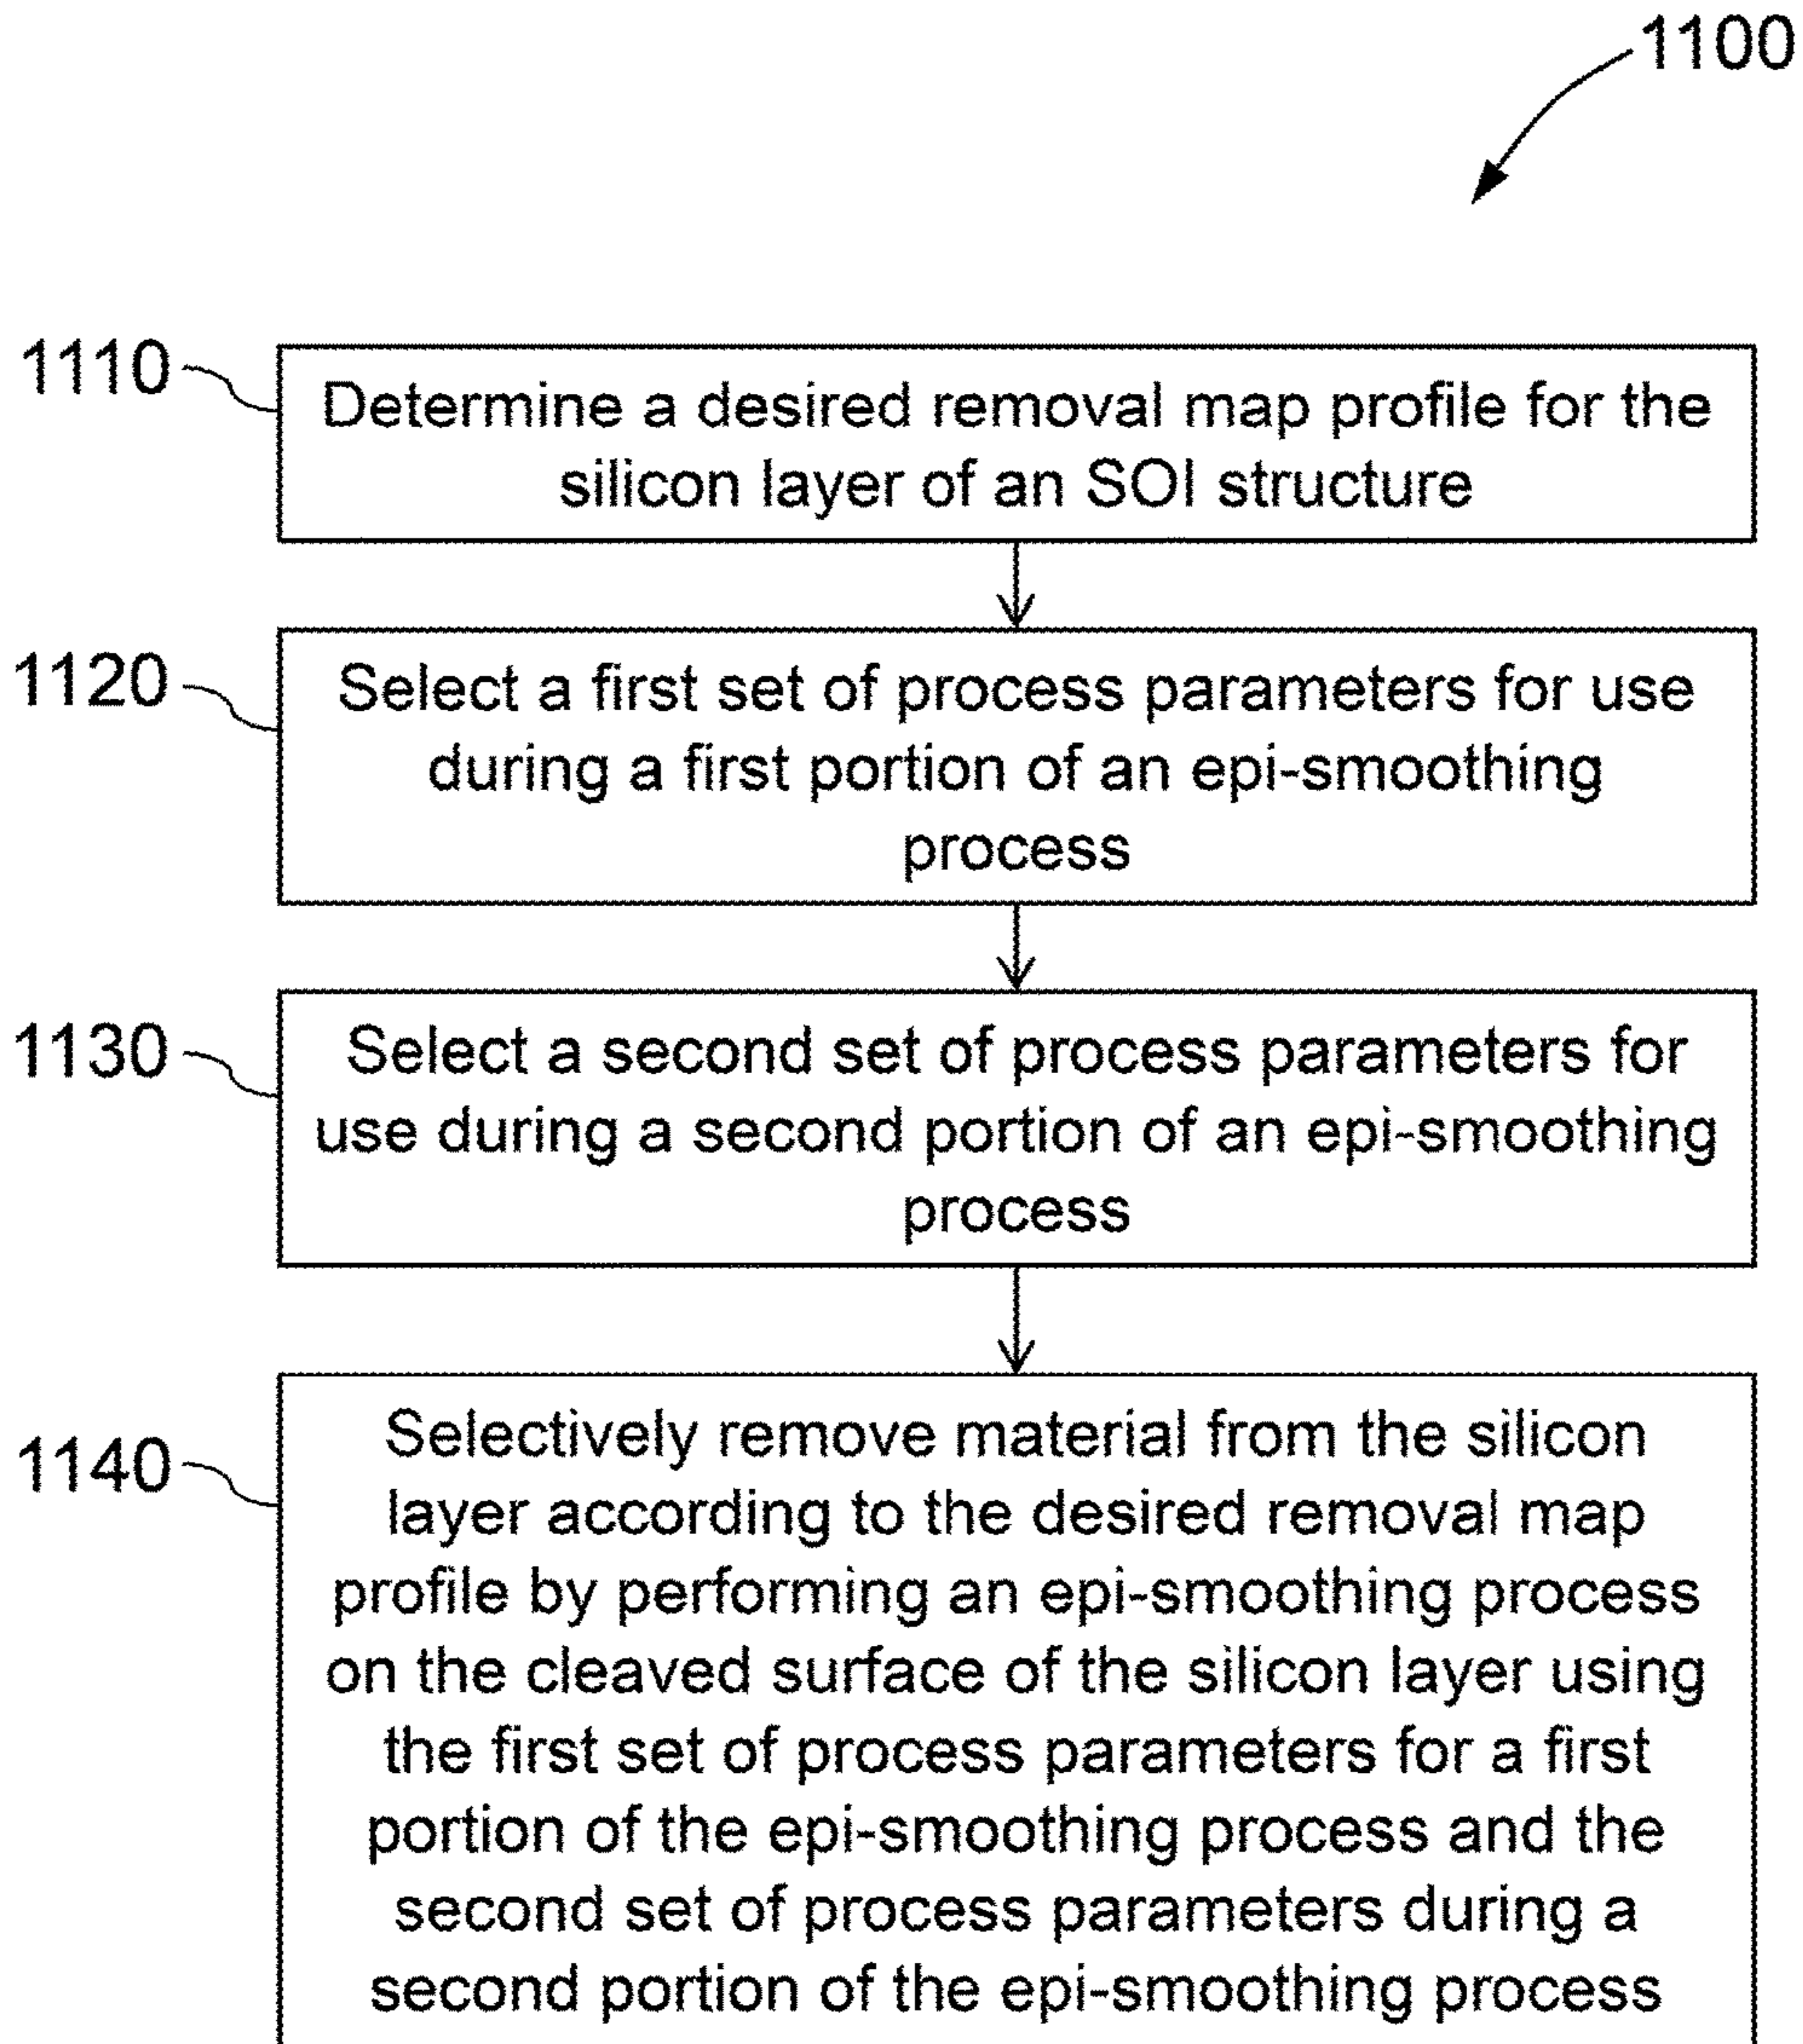 1100
1110
Determine a desired removal map profile for the
silicon layer of an SOI structure
1120
Select a first set of process parameters for use
during a first portion of an epi-smoothing
process
1130
Select a second set of process parameters for
use during a second portion of an epi-smoothing
process
1140
Selectively remove material from the silicon
layer according to the desired removal map
profile by performing an epi-smoothing process
on the cleaved surface of the silicon layer using
the first set of process parameters for a first
portion of the epi-smoothing process and the
second set of process parameters during a
second portion of the epi-smoothing process